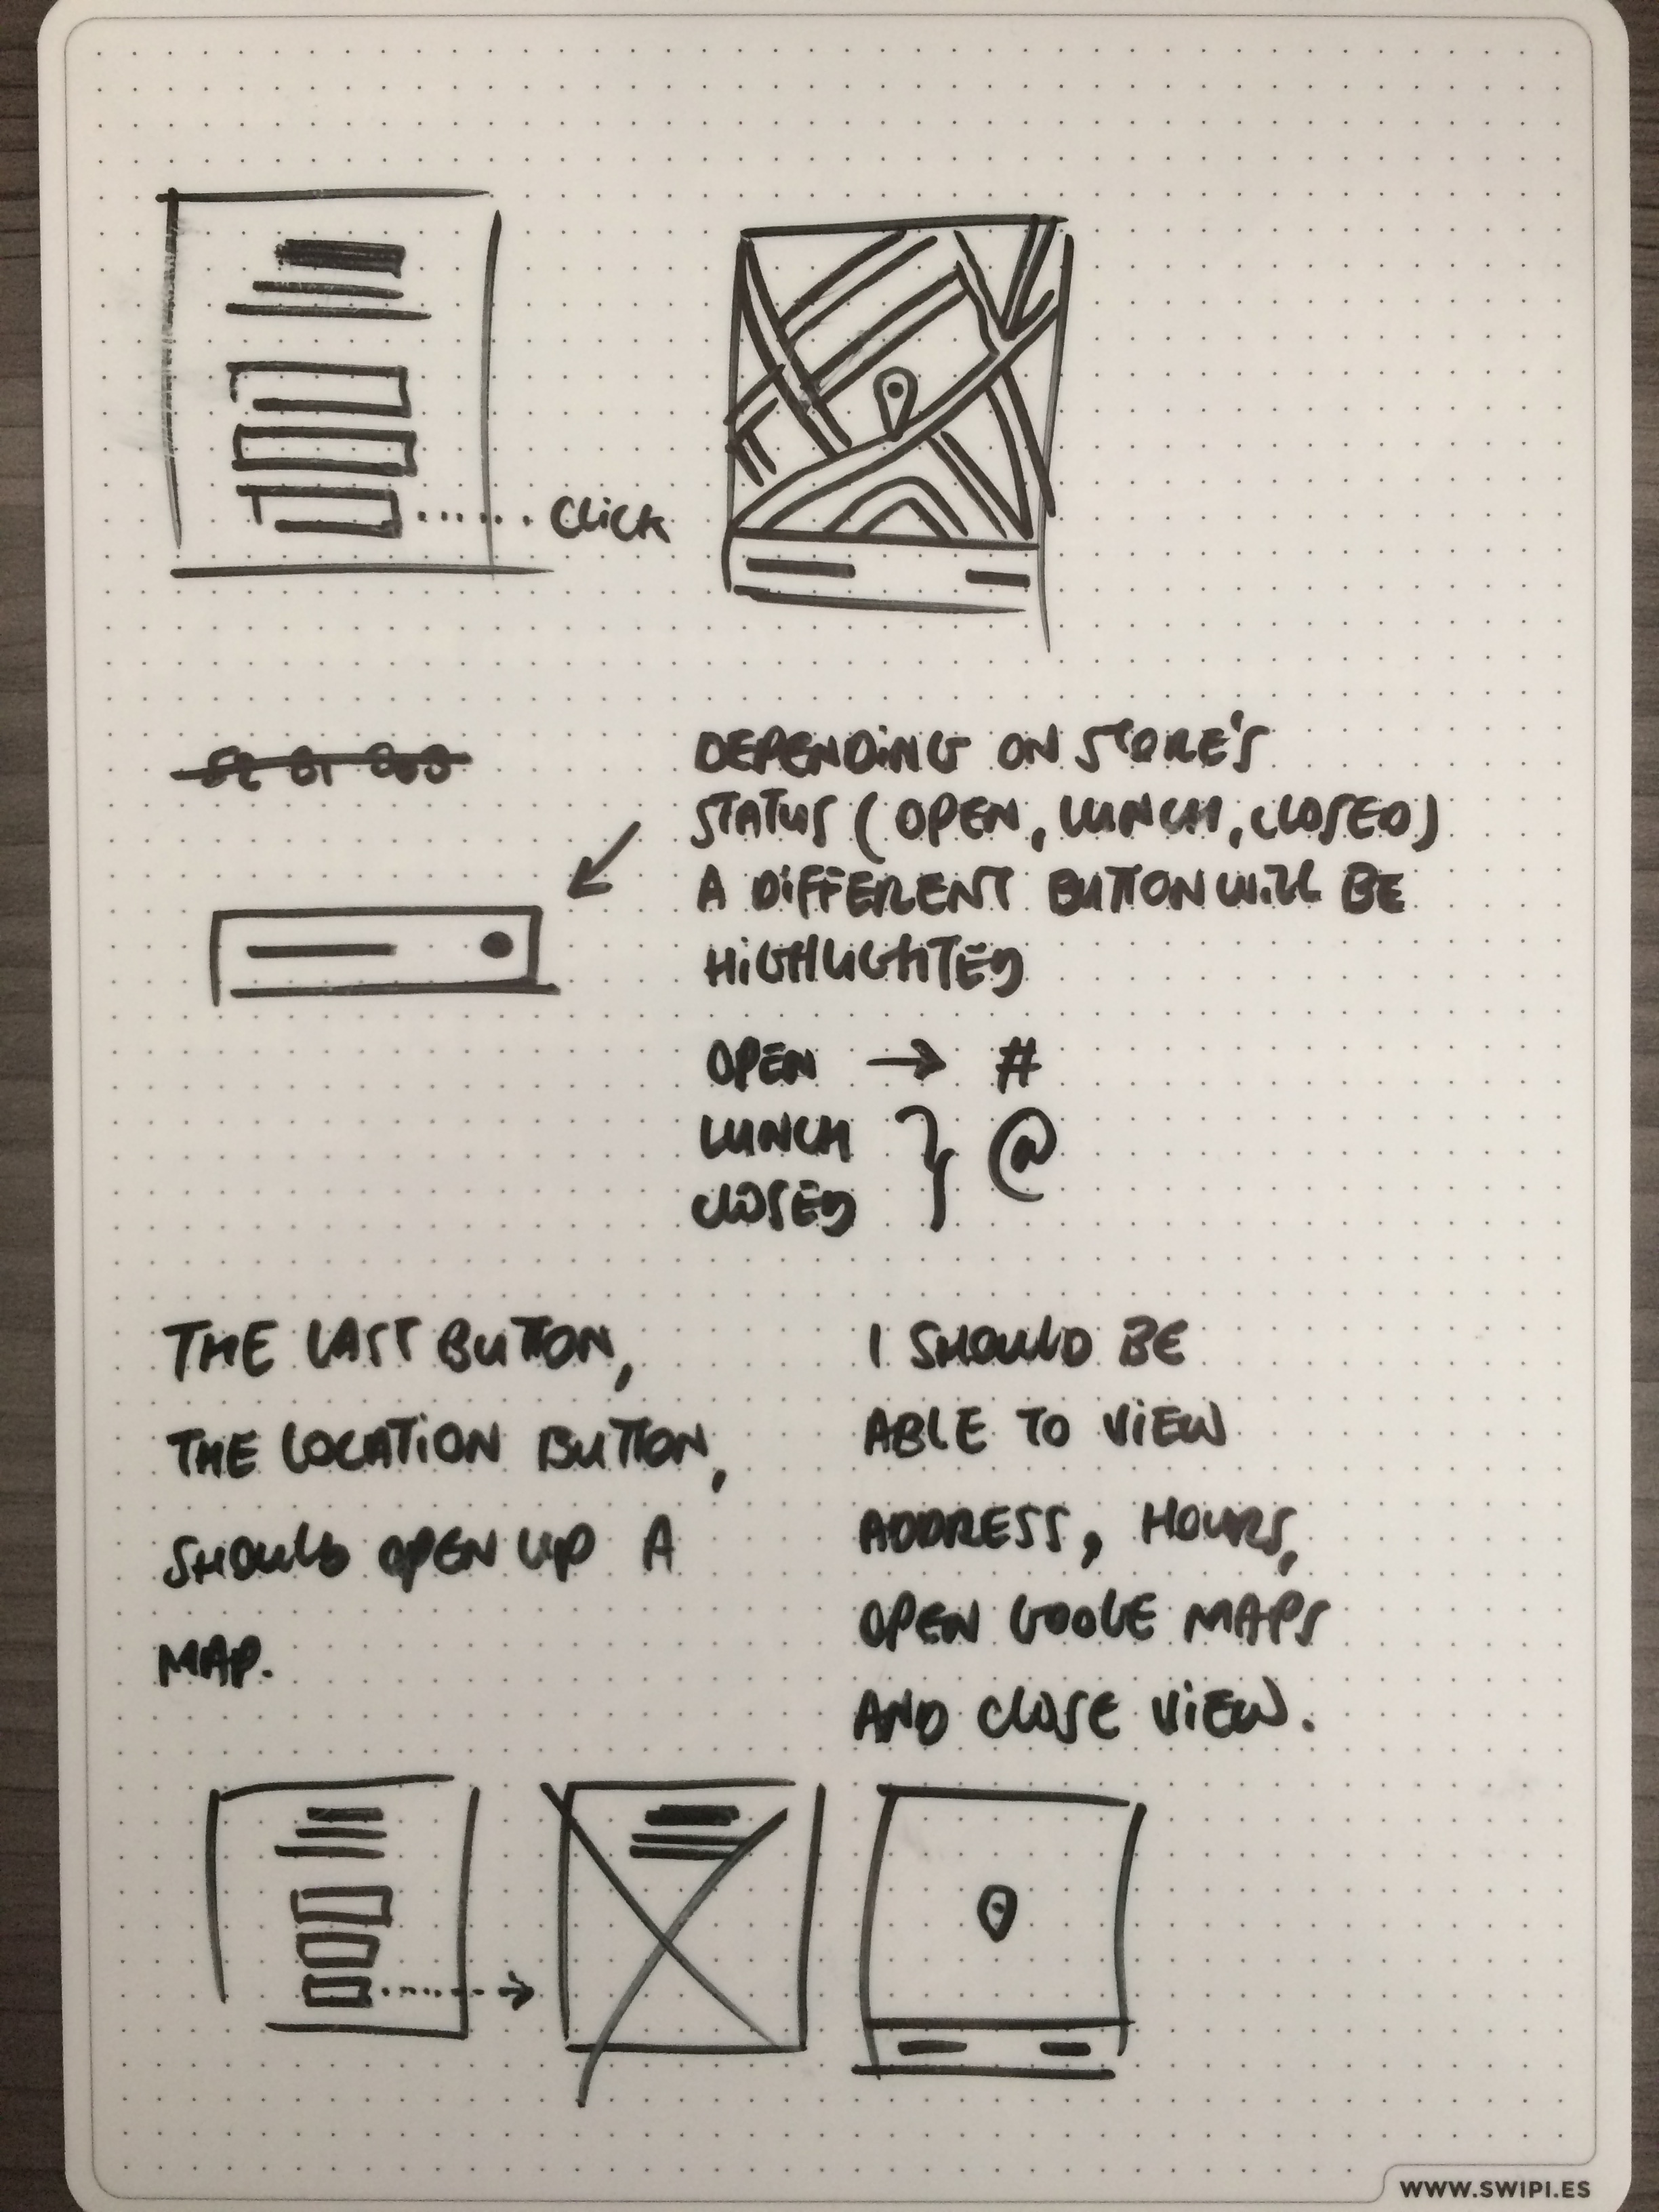 CLICK
DEPENDING ON STORE'S
STATUS (OPEN, LUNCH, CLOSED)
A DIFFERENT BUTTON WILL BE
HIGHLIGHTED
OPEN → #
LUNCH } @
CLOSED
THE LAST BUTTON,
THE LOCATION BUTTON,
SHOULD OPEN UP A
MAP.
I SHOULD BE
ABLE TO VIEW
ADDRESS, HOURS,
OPEN GOOGLE MAPS
AND CLOSE VIEW.
WWW.SWIPI.ES